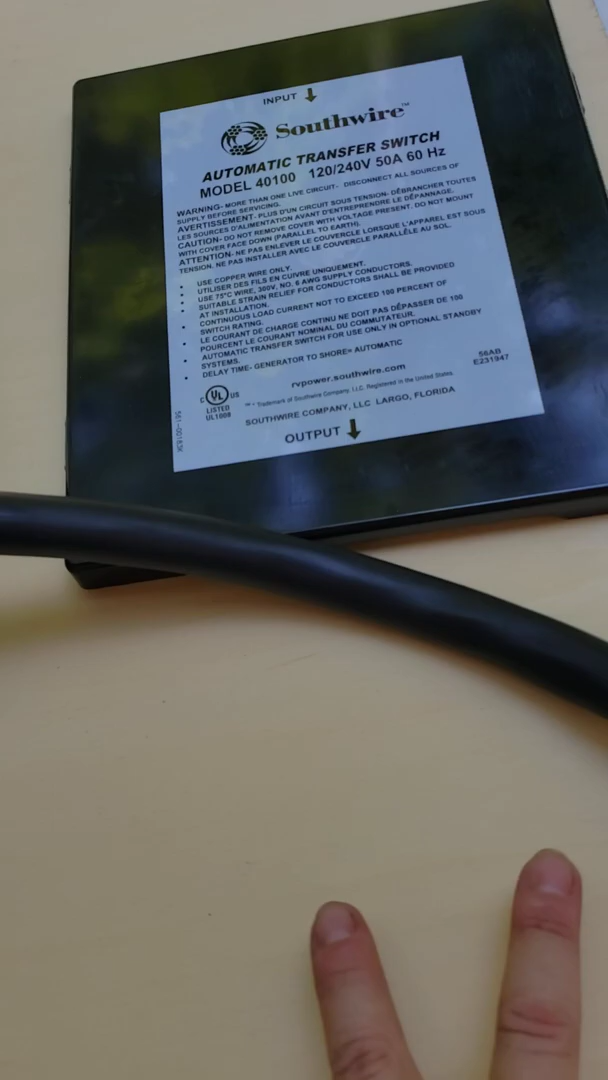 INPUT ↓
Southwire™
AUTOMATIC TRANSFER SWITCH
MODEL 40100 120/240V 50A 60 Hz
WARNING- MORE THAN ONE LIVE CIRCUIT- DISCONNECT ALL SOURCES OF
SUPPLY BEFORE SERVICING.
AVERTISSEMENT- PLUS D'UN CIRCUIT SOUS TENSION- DÉBRANCHER TOUTES
LES SOURCES D'ALIMENTATION AVANT D'ENTREPRENDRE LE DÉPANNAGE.
CAUTION- DO NOT REMOVE COVER WITH VOLTAGE PRESENT. DO NOT MOUNT
WITH COVER FACE DOWN (PARALLEL TO EARTH).
ATTENTION- NE PAS ENLEVER LE COUVERCLE LORSQUE L'APPAREIL EST SOUS
TENSION. NE PAS INSTALLER AVEC LE COUVERCLE PARALLÈLE AU SOL.
• USE COPPER WIRE ONLY.
• UTILISER DES FILS EN CUIVRE UNIQUEMENT.
• USE 75°C WIRE, 300V, NO. 6 AWG SUPPLY CONDUCTORS.
• SUITABLE STRAIN RELIEF FOR CONDUCTORS SHALL BE PROVIDED
AT INSTALLATION.
• CONTINUOUS LOAD CURRENT NOT TO EXCEED 100 PERCENT OF
SWITCH RATING.
• LE COURANT DE CHARGE CONTINU NE DOIT PAS DÉPASSER DE 100
POURCENT LE COURANT NOMINAL DU COMMUTATEUR.
• AUTOMATIC TRANSFER SWITCH FOR USE ONLY IN OPTIONAL STANDBY
SYSTEMS.
• DELAY TIME- GENERATOR TO SHORE= AUTOMATIC
56AB
E231947
rvpower.southwire.com
C UL US
LISTED
UL1008
™ • Trademark of Southwire Company, LLC. Registered in the United States
SOUTHWIRE COMPANY, LLC LARGO, FLORIDA
OUTPUT ↓